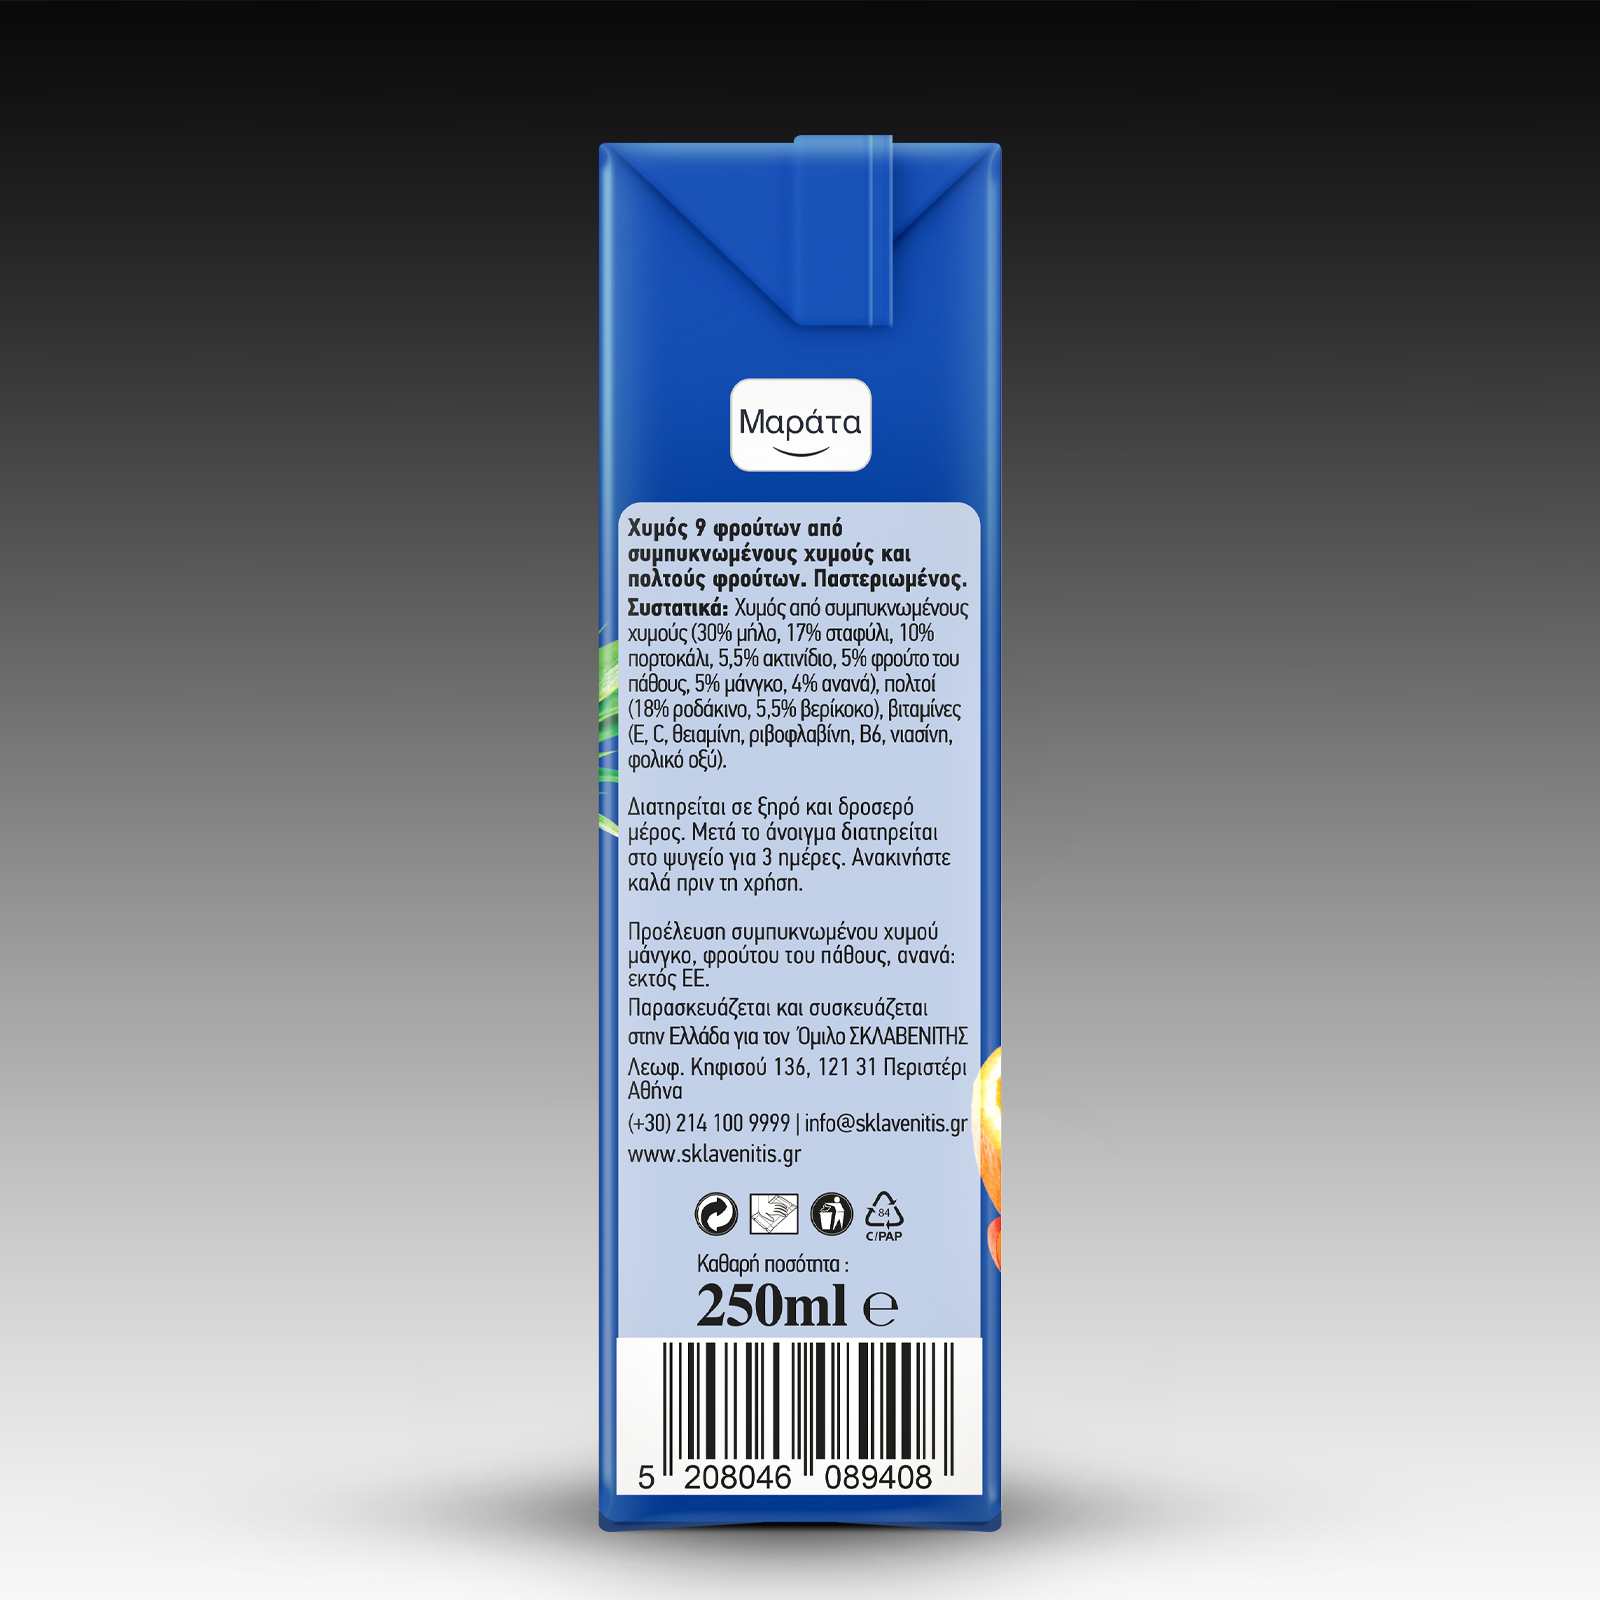 Μαράτα
Χυμός 9 φρούτων από
συμπυκνωμένους χυμούς και
πολτούς φρούτων. Παστεριωμένος.
Συστατικά: Χυμός από συμπυκνωμένους
χυμούς (30% μήλο, 17% σταφύλι, 10%
πορτοκάλι, 5,5% ακτινίδιο, 5% φρούτο του
πάθους, 5% μάνγκο, 4% ανανά), πολτοί
(18% ροδάκινο, 5,5% βερίκοκο), βιταμίνες
(E, C, θειαμίνη, ριβοφλαβίνη, B6, νιασίνη,
φολικό οξύ).
Διατηρείται σε ξηρό και δροσερό
μέρος. Μετά το άνοιγμα διατηρείται
στο ψυγείο για 3 ημέρες. Ανακινήστε
καλά πριν τη χρήση.
Προέλευση συμπυκνωμένου χυμού
μάνγκο, φρούτου του πάθους, ανανά:
εκτός ΕΕ.
Παρασκευάζεται και συσκευάζεται
στην Ελλάδα για τον Όμιλο ΣΚΛΑΒΕΝΙΤΗΣ
Λεωφ. Κηφισού 136, 121 31 Περιστέρι
Αθήνα
(+30) 214 100 9999 | info@sklavenitis.gr
www.sklavenitis.gr
84
C/PAP
Καθαρή ποσότητα :
250ml ℮
5 208046 089408